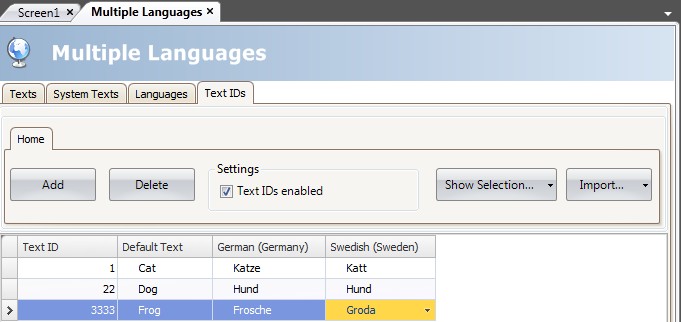 Screen1 Multiple Languages
Multiple Languages
Texts System Texts Languages Text IDs
Home
Settings
Add Delete Text IDs enabled Show Selection... Import...
Text ID Default Text German (Germany) Swedish (Sweden)
1 Cat Katze Katt
22 Dog Hund Hund
3333 Frog Frosche Groda